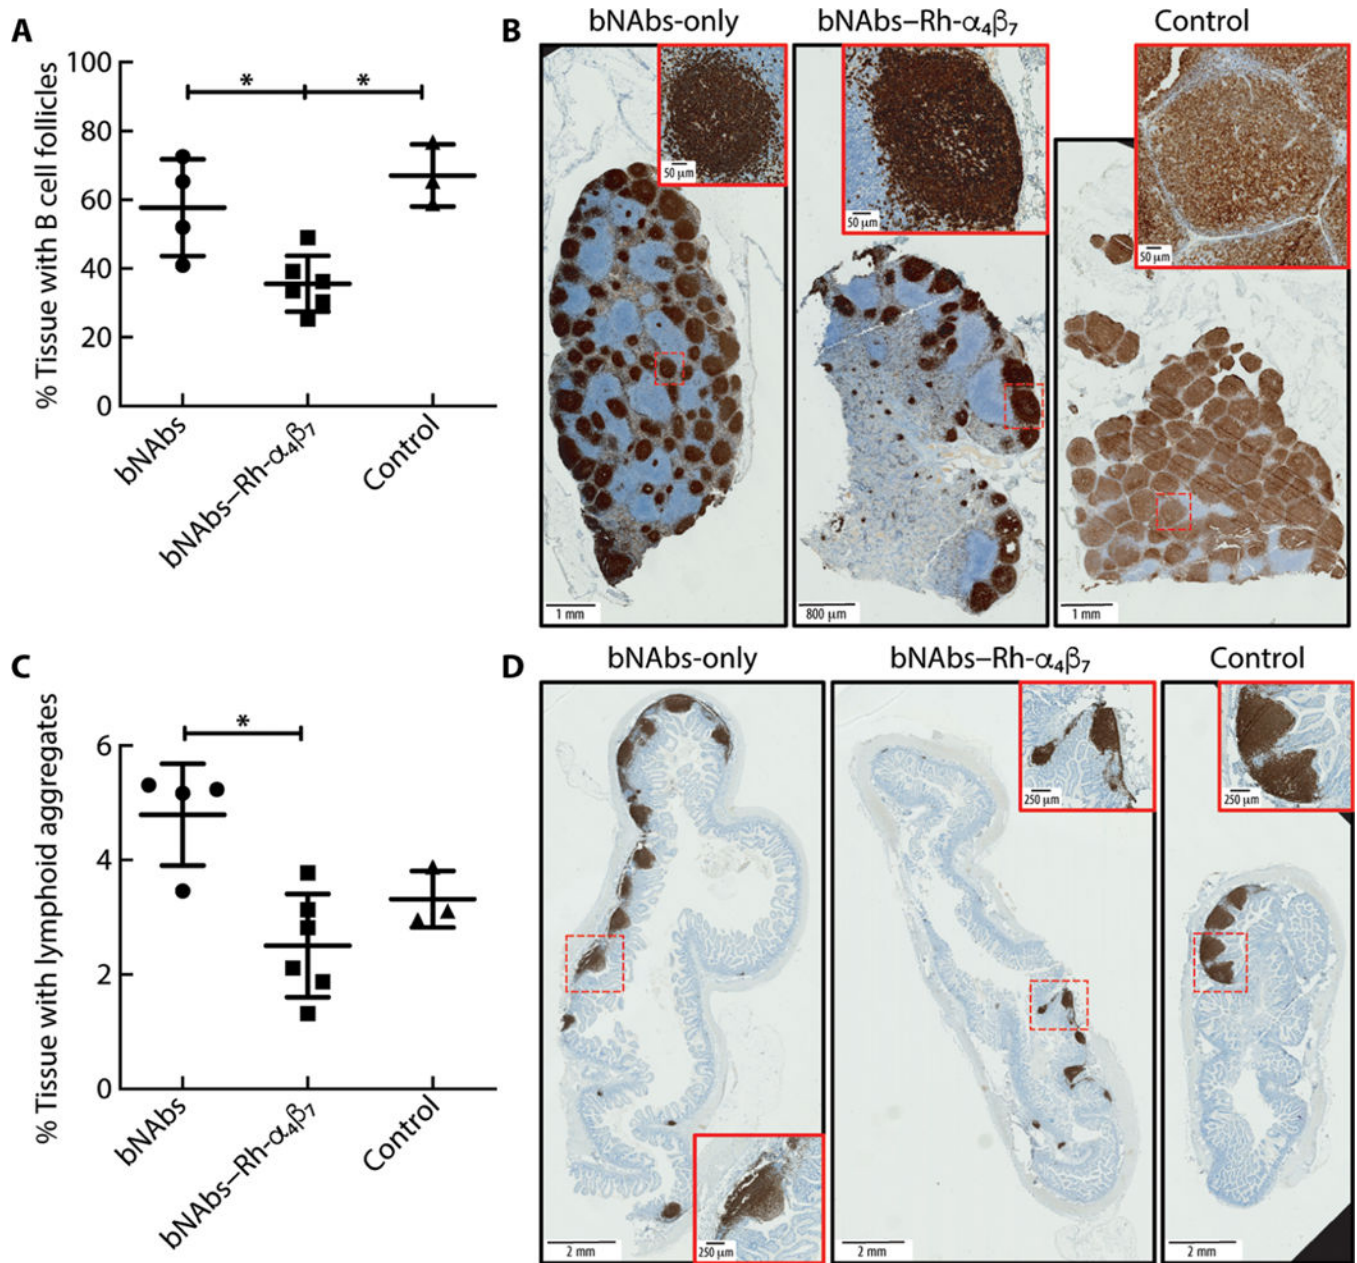 A
% Tissue with B cell follicles
100
80
60
40
20
0
* *
bNAbs
bNAbs–Rh-α₄β₇
Control
B
bNAbs-only
bNAbs–Rh-α₄β₇
Control
50 μm
50 μm
50 μm
1 mm
800 μm
1 mm
C
% Tissue with lymphoid aggregates
6
4
2
0
*
bNAbs
bNAbs–Rh-α₄β₇
Control
D
bNAbs-only
bNAbs–Rh-α₄β₇
Control
250 μm
250 μm
250 μm
2 mm
2 mm
2 mm